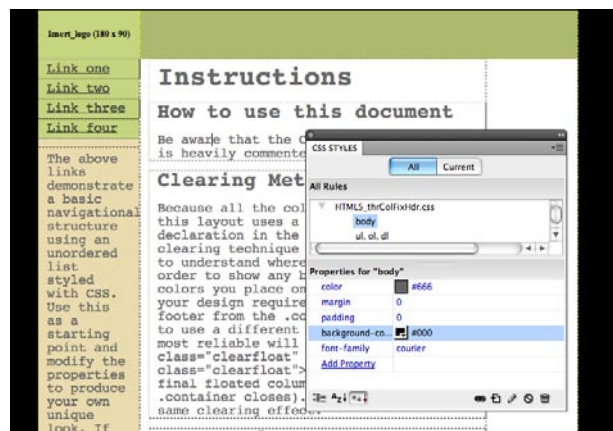 Insert_logo (180 x 90)
Link one
Link two
Link three
Link four
The above
links
demonstrate
a basic
navigational
structure
using an
unordered
list
styled
with CSS.
Use this
as a
starting
point and
modify the
properties
to produce
your own
unique
look. If
Instructions
How to use this document
Be aware that the C
is heavily commente
Clearing Met
Because all the col
this layout uses a
declaration in the
clearing technique
to understand where
order to show any b
colors you place on
your design require
footer from the .co
to use a different
most reliable will
class="clearfloat"
class="clearfloat">
final floated colum
.container closes).
same clearing effect.
CSS STYLES
All Current
All Rules
HTML5_thrColFixHdr.css
body
ul, ol, dl
Properties for "body"
color #666
margin 0
padding 0
background-co... #000
font-family courier
Add Property